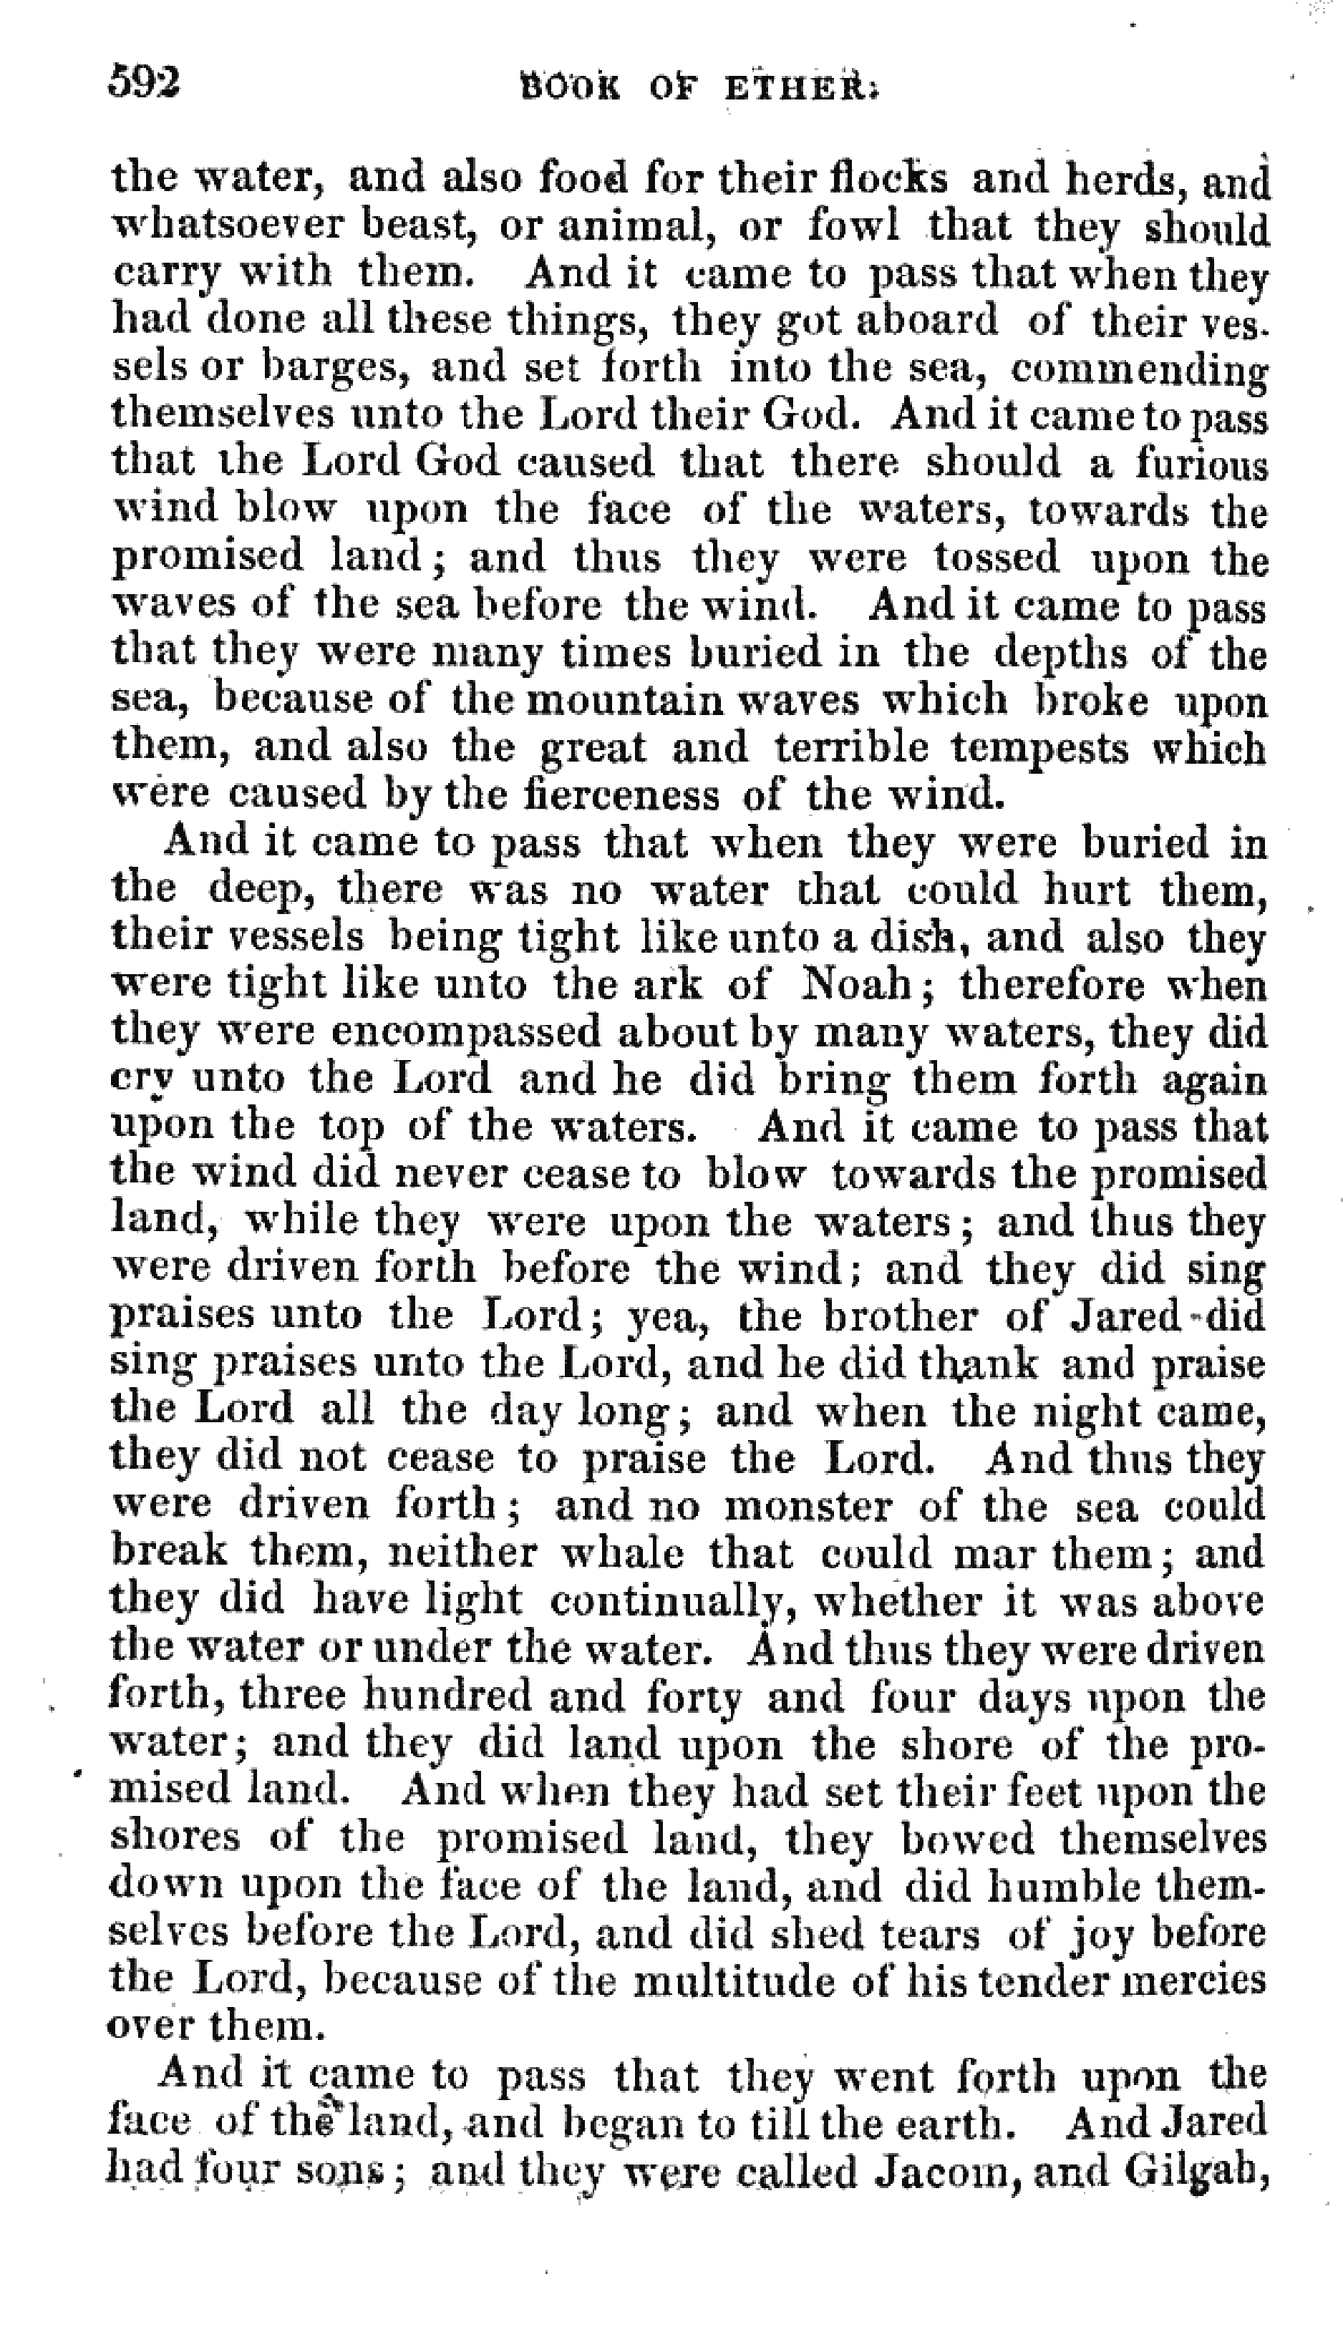 592 BOOK OF ETHER.
the water, and also food for their flocks and herds, and
whatsoever beast, or animal, or fowl that they should
carry with them. And it came to pass that when they
had done all these things, they got aboard of their ves-
sels or barges, and set forth into the sea, commending
themselves unto the Lord their God. And it came to pass
that the Lord God caused that there should a furious
wind blow upon the face of the waters, towards the
promised land; and thus they were tossed upon the
waves of the sea before the wind. And it came to pass
that they were many times buried in the depths of the
sea, because of the mountain waves which broke upon
them, and also the great and terrible tempests which
were caused by the fierceness of the wind.
And it came to pass that when they were buried in
the deep, there was no water that could hurt them,
their vessels being tight like unto a dish, and also they
were tight like unto the ark of Noah; therefore when
they were encompassed about by many waters, they did
cry unto the Lord and he did bring them forth again
upon the top of the waters. And it came to pass that
the wind did never cease to blow towards the promised
land, while they were upon the waters; and thus they
were driven forth before the wind; and they did sing
praises unto the Lord; yea, the brother of Jared did
sing praises unto the Lord, and he did thank and praise
the Lord all the day long; and when the night came,
they did not cease to praise the Lord. And thus they
were driven forth; and no monster of the sea could
break them, neither whale that could mar them; and
they did have light continually, whether it was above
the water or under the water. And thus they were driven
forth, three hundred and forty and four days upon the
water; and they did land upon the shore of the pro-
mised land. And when they had set their feet upon the
shores of the promised land, they bowed themselves
down upon the face of the land, and did humble them-
selves before the Lord, and did shed tears of joy before
the Lord, because of the multitude of his tender mercies
over them.
And it came to pass that they went forth upon the
face of the land, and began to till the earth. And Jared
had four sons; and they were called Jacom, and Gilgah,